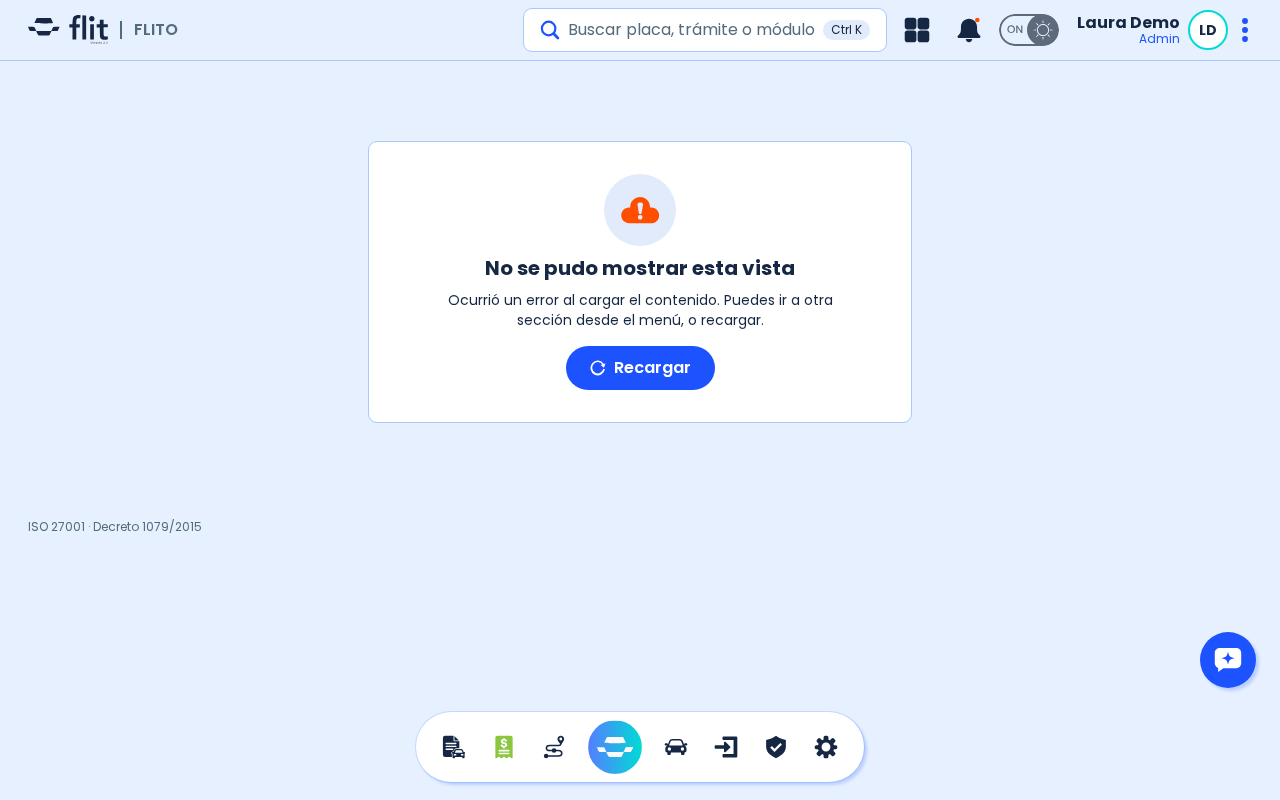 flit
FLITO
Buscar placa, trámite o módulo
Ctrl K
ON
Laura Demo
Admin
LD
No se pudo mostrar esta vista
Ocurrió un error al cargar el contenido. Puedes ir a otra
sección desde el menú, o recargar.
Recargar
ISO 27001 · Decreto 1079/2015